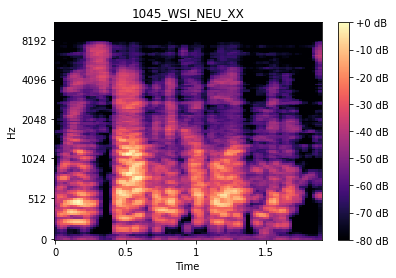 1045_WSI_NEU_XX
8192
4096
2048
1024
512
0
Hz
0
0.5
1
1.5
Time
+0 dB
-10 dB
-20 dB
-30 dB
-40 dB
-50 dB
-60 dB
-70 dB
-80 dB